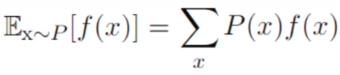 𝔼ₓ∼P[f(x)] = ∑ₓ P(x)f(x)